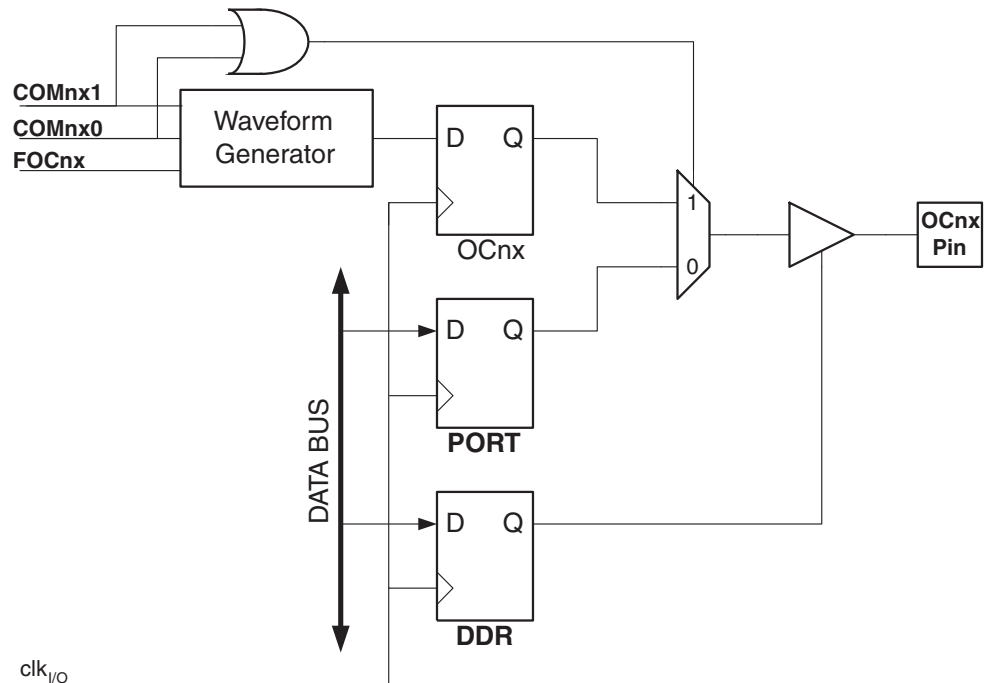 COMnx1
COMnx0
FOCnx
Waveform
Generator
D Q
OCnx
1
0
OCnx
Pin
D Q
PORT
DATA BUS
D Q
DDR
clkI/O